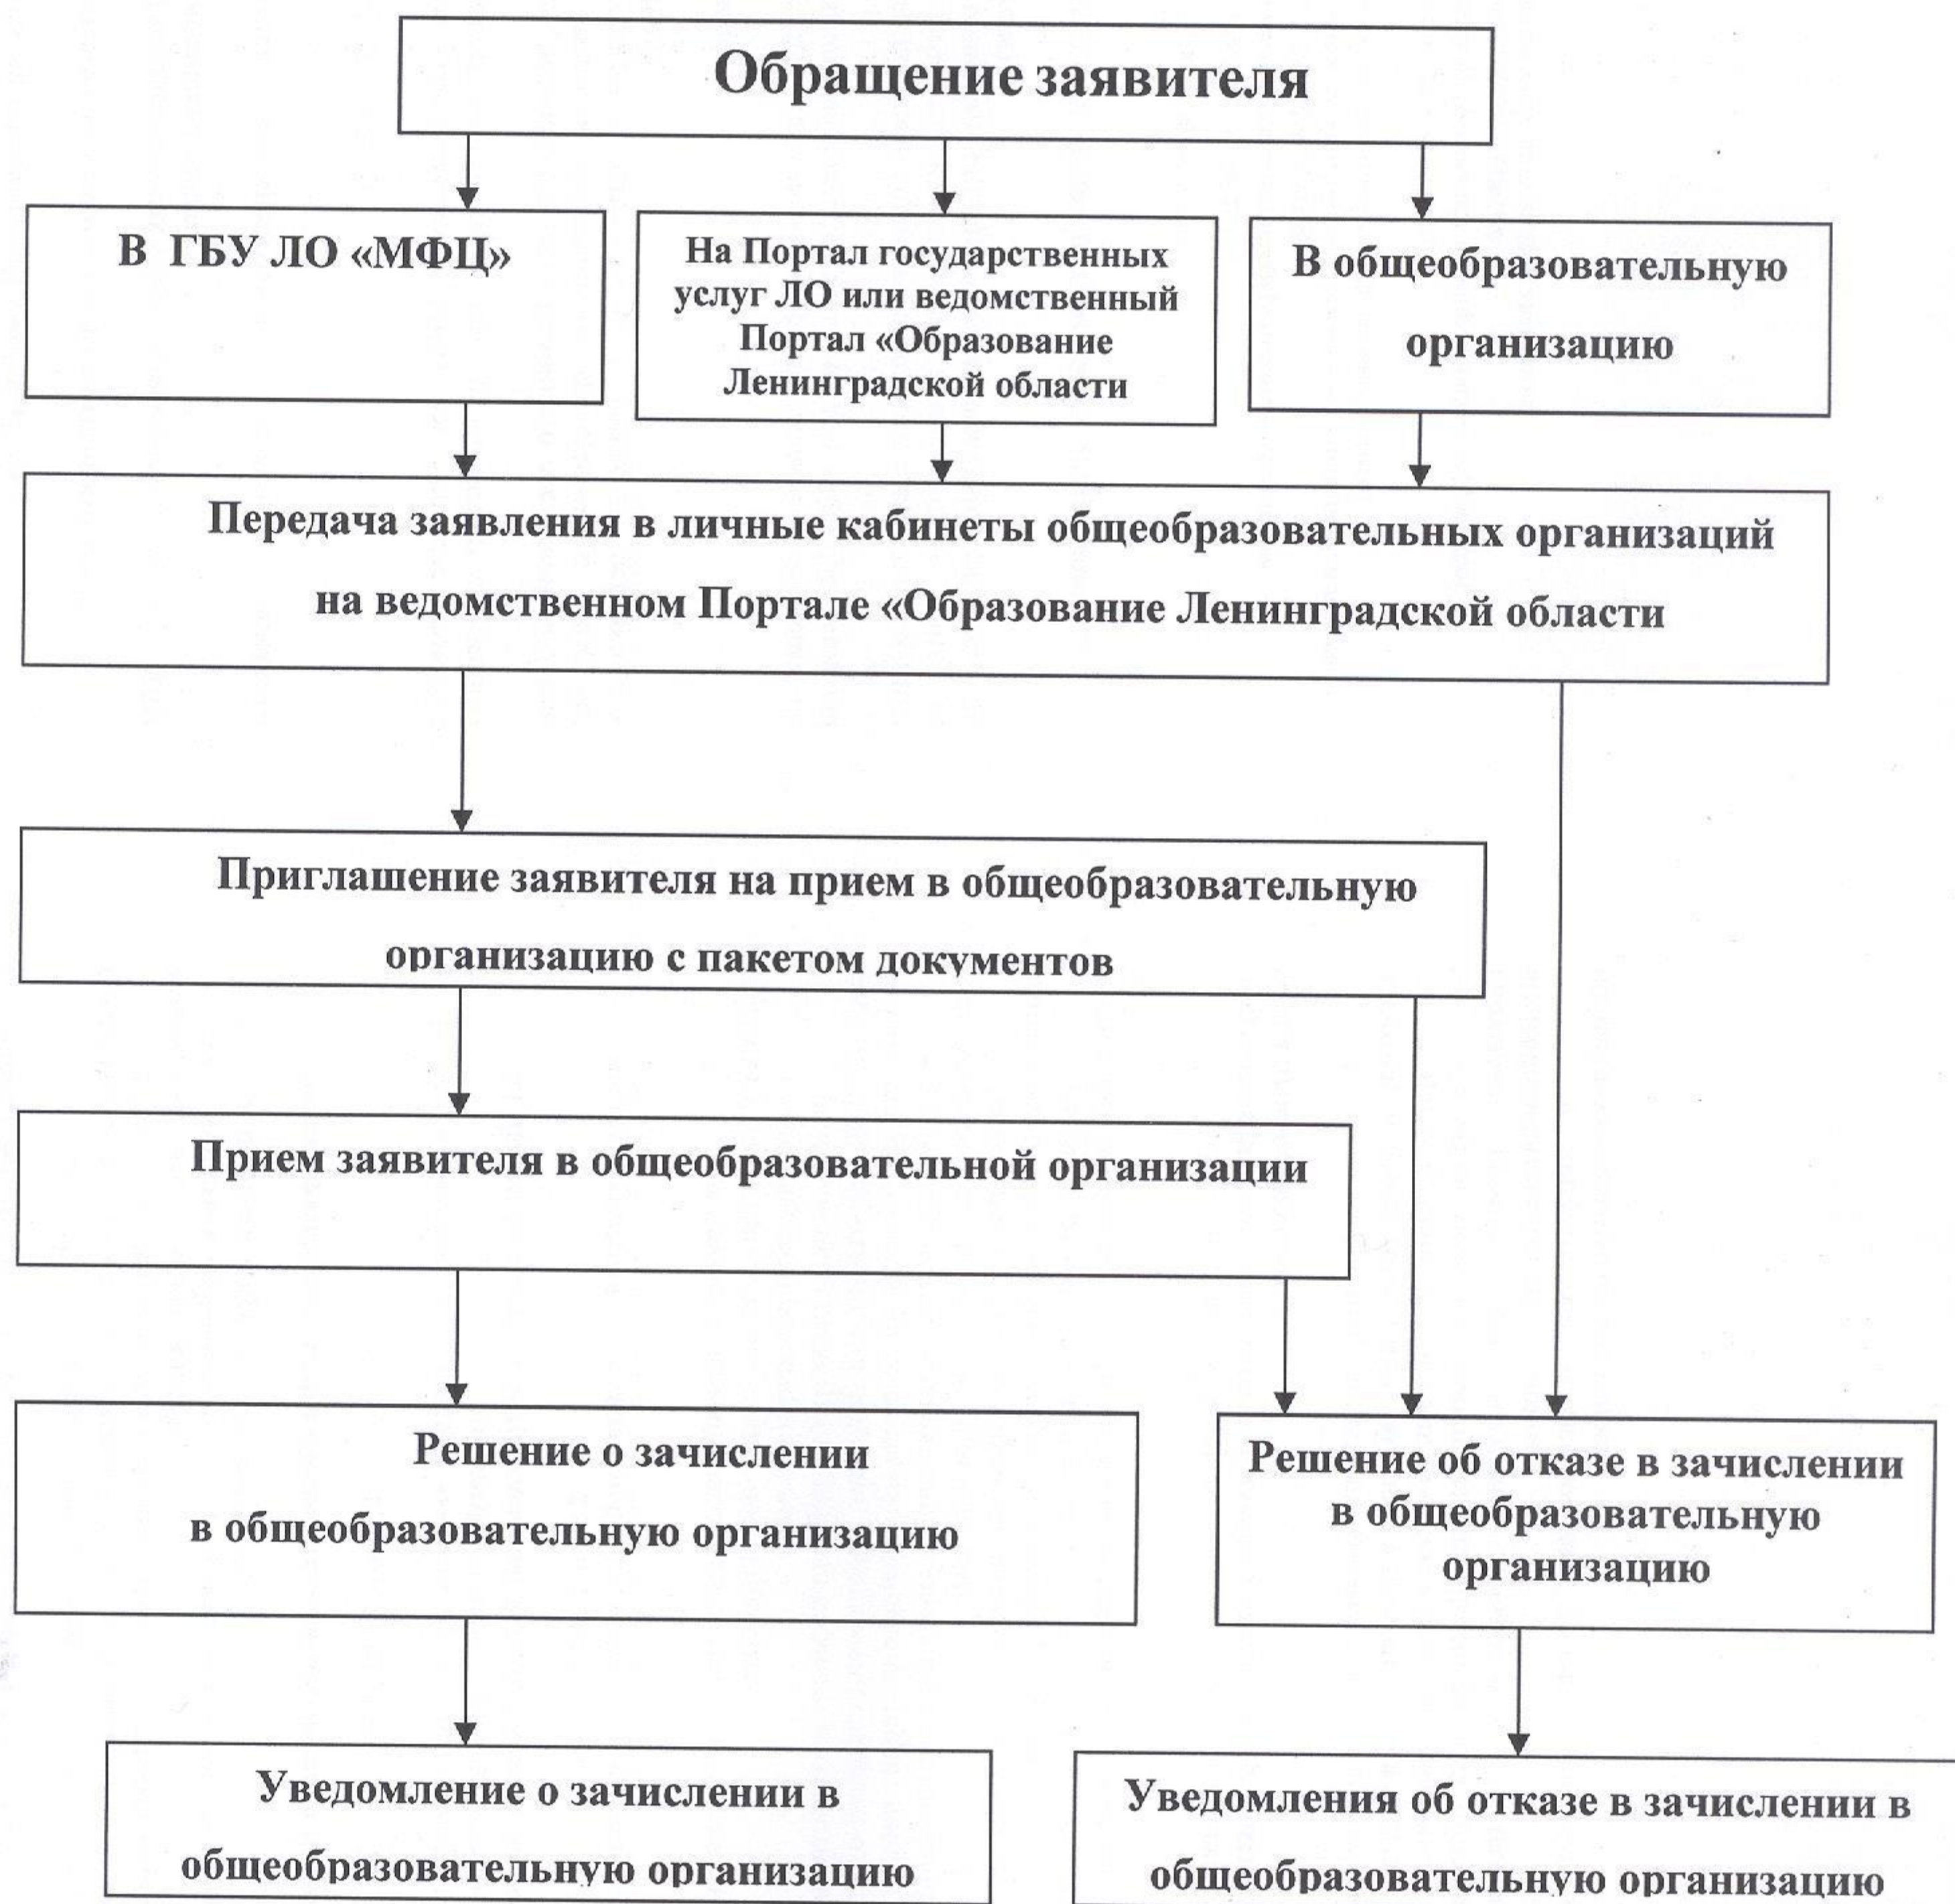 Обращение заявителя
В ГБУ ЛО «МФЦ»
На Портал государственных
услуг ЛО или ведомственный
Портал «Образование
Ленинградской области
В общеобразовательную
организацию
Передача заявления в личные кабинеты общеобразовательных организаций
на ведомственном Портале «Образование Ленинградской области
Приглашение заявителя на прием в общеобразовательную
организацию с пакетом документов
Прием заявителя в общеобразовательной организации
Решение о зачислении
в общеобразовательную организацию
Решение об отказе в зачислении
в общеобразовательную
организацию
Уведомление о зачислении в
общеобразовательную организацию
Уведомления об отказе в зачислении в
общеобразовательную организацию